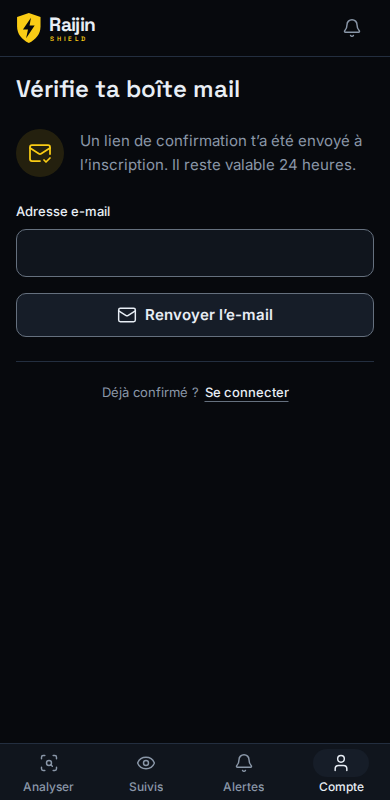 Raijin
SHIELD
Vérifie ta boîte mail
Un lien de confirmation t’a été envoyé à
l’inscription. Il reste valable 24 heures.
Adresse e-mail
Renvoyer l’e-mail
Déjà confirmé ? Se connecter
Analyser
Suivis
Alertes
Compte